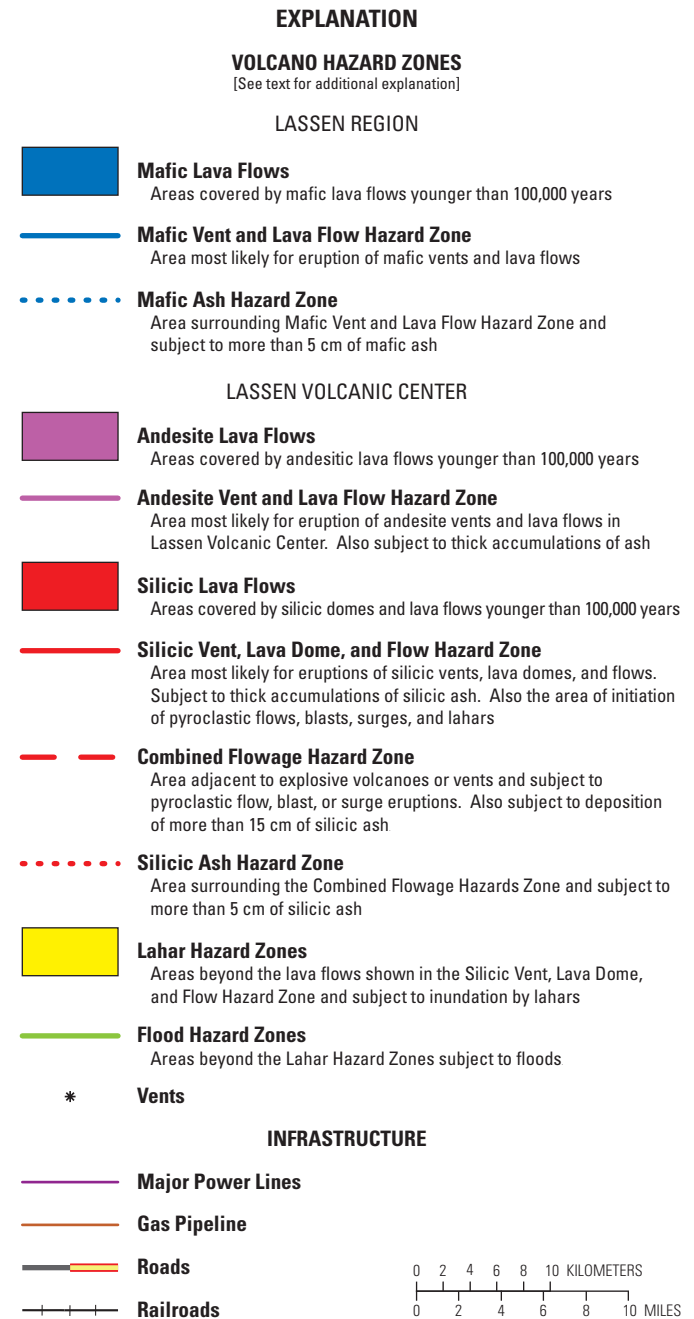 EXPLANATION
VOLCANO HAZARD ZONES
[See text for additional explanation]
LASSEN REGION
Mafic Lava Flows
Areas covered by mafic lava flows younger than 100,000 years
Mafic Vent and Lava Flow Hazard Zone
Area most likely for eruption of mafic vents and lava flows
Mafic Ash Hazard Zone
Area surrounding Mafic Vent and Lava Flow Hazard Zone and
subject to more than 5 cm of mafic ash
LASSEN VOLCANIC CENTER
Andesite Lava Flows
Areas covered by andesitic lava flows younger than 100,000 years
Andesite Vent and Lava Flow Hazard Zone
Area most likely for eruption of andesite vents and lava flows in
Lassen Volcanic Center. Also subject to thick accumulations of ash
Silicic Lava Flows
Areas covered by silicic domes and lava flows younger than 100,000 years
Silicic Vent, Lava Dome, and Flow Hazard Zone
Area most likely for eruptions of silicic vents, lava domes, and flows.
Subject to thick accumulations of silicic ash. Also the area of initiation
of pyroclastic flows, blasts, surges, and lahars
Combined Flowage Hazard Zone
Area adjacent to explosive volcanoes or vents and subject to
pyroclastic flow, blast, or surge eruptions. Also subject to deposition
of more than 15 cm of silicic ash
Silicic Ash Hazard Zone
Area surrounding the Combined Flowage Hazards Zone and subject to
more than 5 cm of silicic ash
Lahar Hazard Zones
Areas beyond the lava flows shown in the Silicic Vent, Lava Dome,
and Flow Hazard Zone and subject to inundation by lahars
Flood Hazard Zones
Areas beyond the Lahar Hazard Zones subject to floods
Vents
INFRASTRUCTURE
Major Power Lines
Gas Pipeline
Roads
Railroads
0 2 4 6 8 10 KILOMETERS
0 2 4 6 8 10 MILES